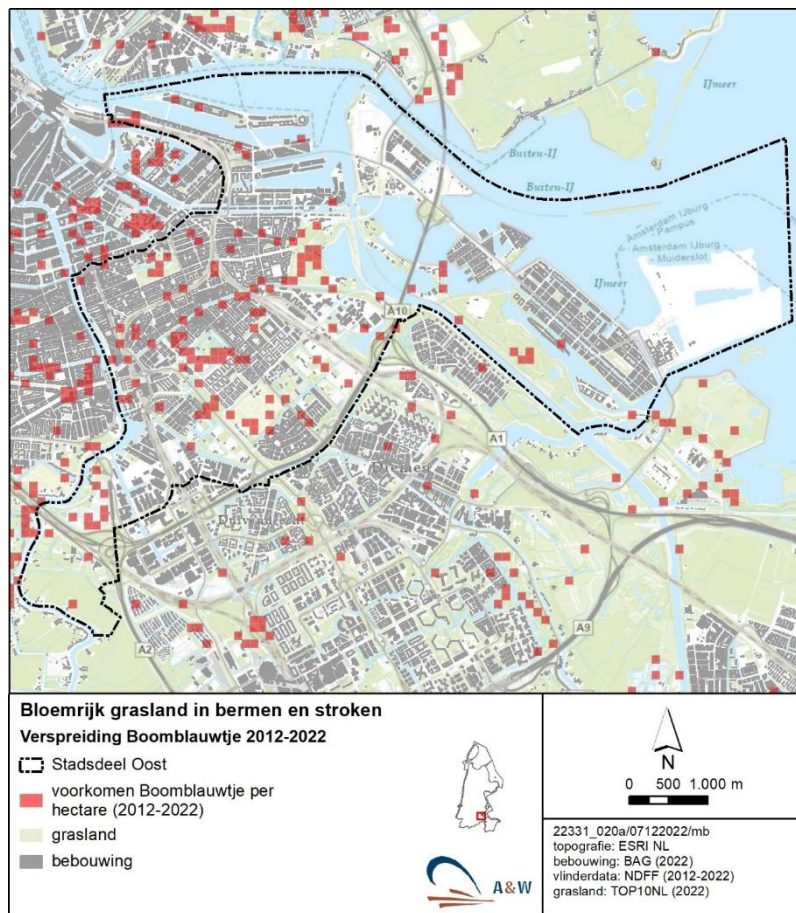 IJmeer
Buiten-IJ
Buiten-IJ
Amsterdam IJburg
- Pampus
Amsterdam IJburg
- Muiderslot
IJmeer
A10
A1
Diemen
Duivendrecht
A9
A2
Bloemrijk grasland in bermen en stroken
Verspreiding Boomblauwtje 2012-2022
Stadsdeel Oost
voorkomen Boomblauwtje per
hectare (2012-2022)
grasland
bebouwing
A&W
N
0 500 1.000 m
22331_020a/07122022/mb
topografie: ESRI NL
bebouwing: BAG (2022)
vlinderdata: NDFF (2012-2022)
grasland: TOP10NL (2022)